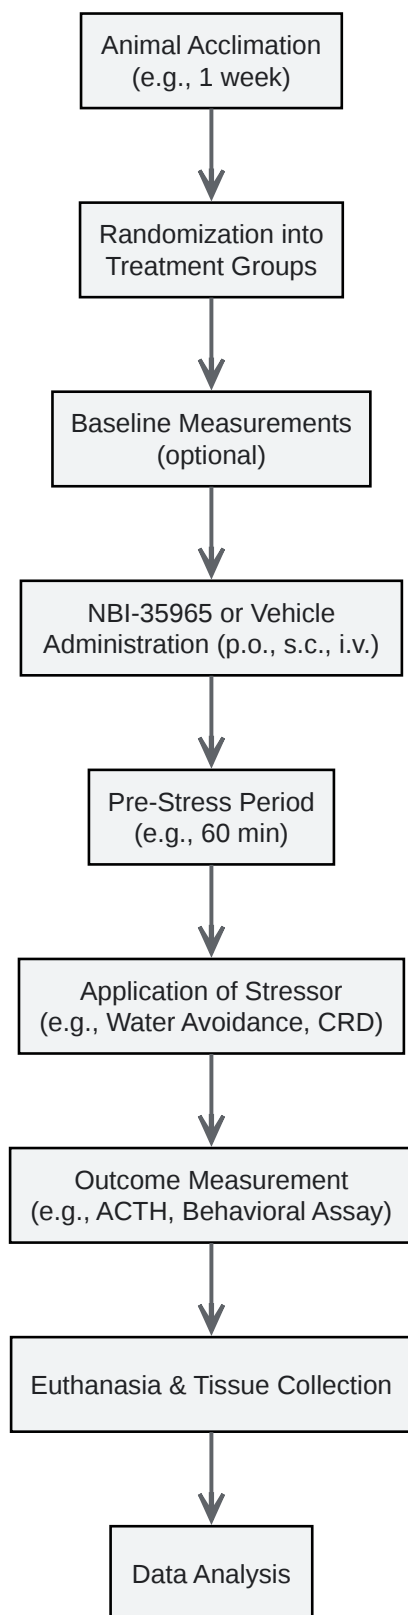 Animal Acclimation
(e.g., 1 week)
Randomization into
Treatment Groups
Baseline Measurements
(optional)
NBI-35965 or Vehicle
Administration (p.o., s.c., i.v.)
Pre-Stress Period
(e.g., 60 min)
Application of Stressor
(e.g., Water Avoidance, CRD)
Outcome Measurement
(e.g., ACTH, Behavioral Assay)
Euthanasia & Tissue Collection
Data Analysis